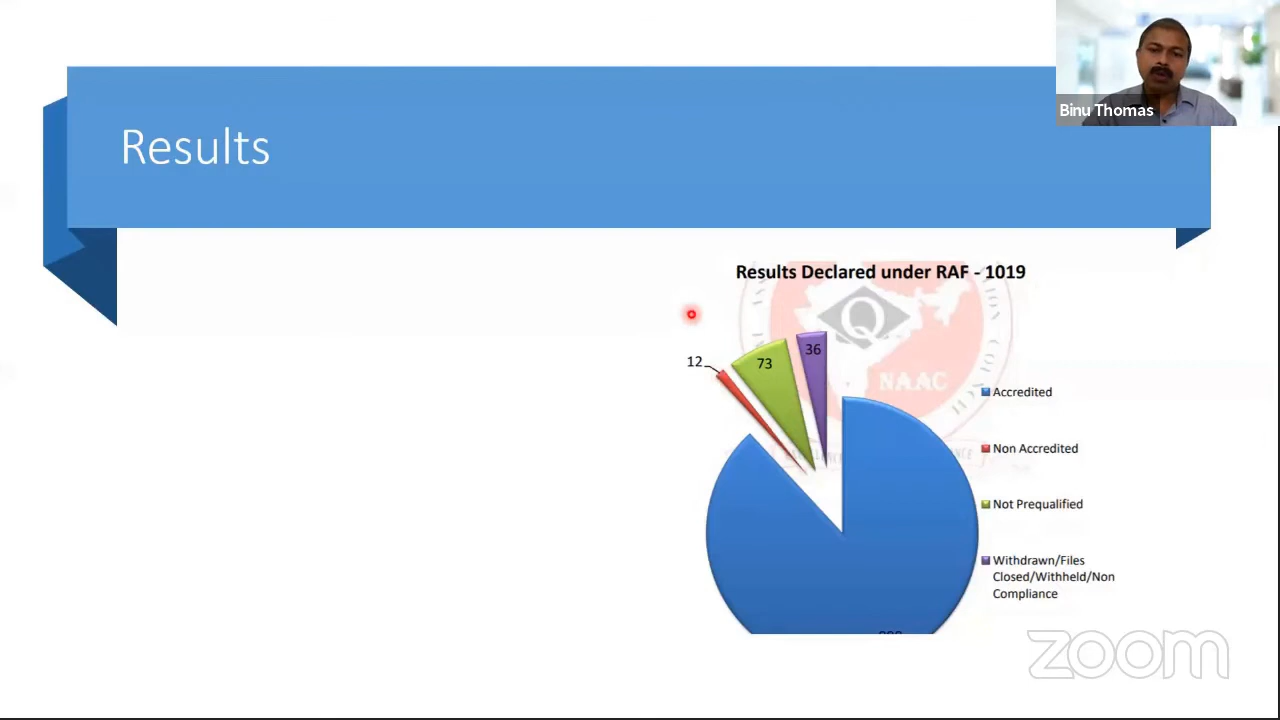 Binu Thomas
Results
Results Declared under RAF - 1019
12
73
36
NAAC
Accredited
Non Accredited
Not Prequalified
Withdrawn/Files
Closed/Withheld/Non
Compliance
zoom